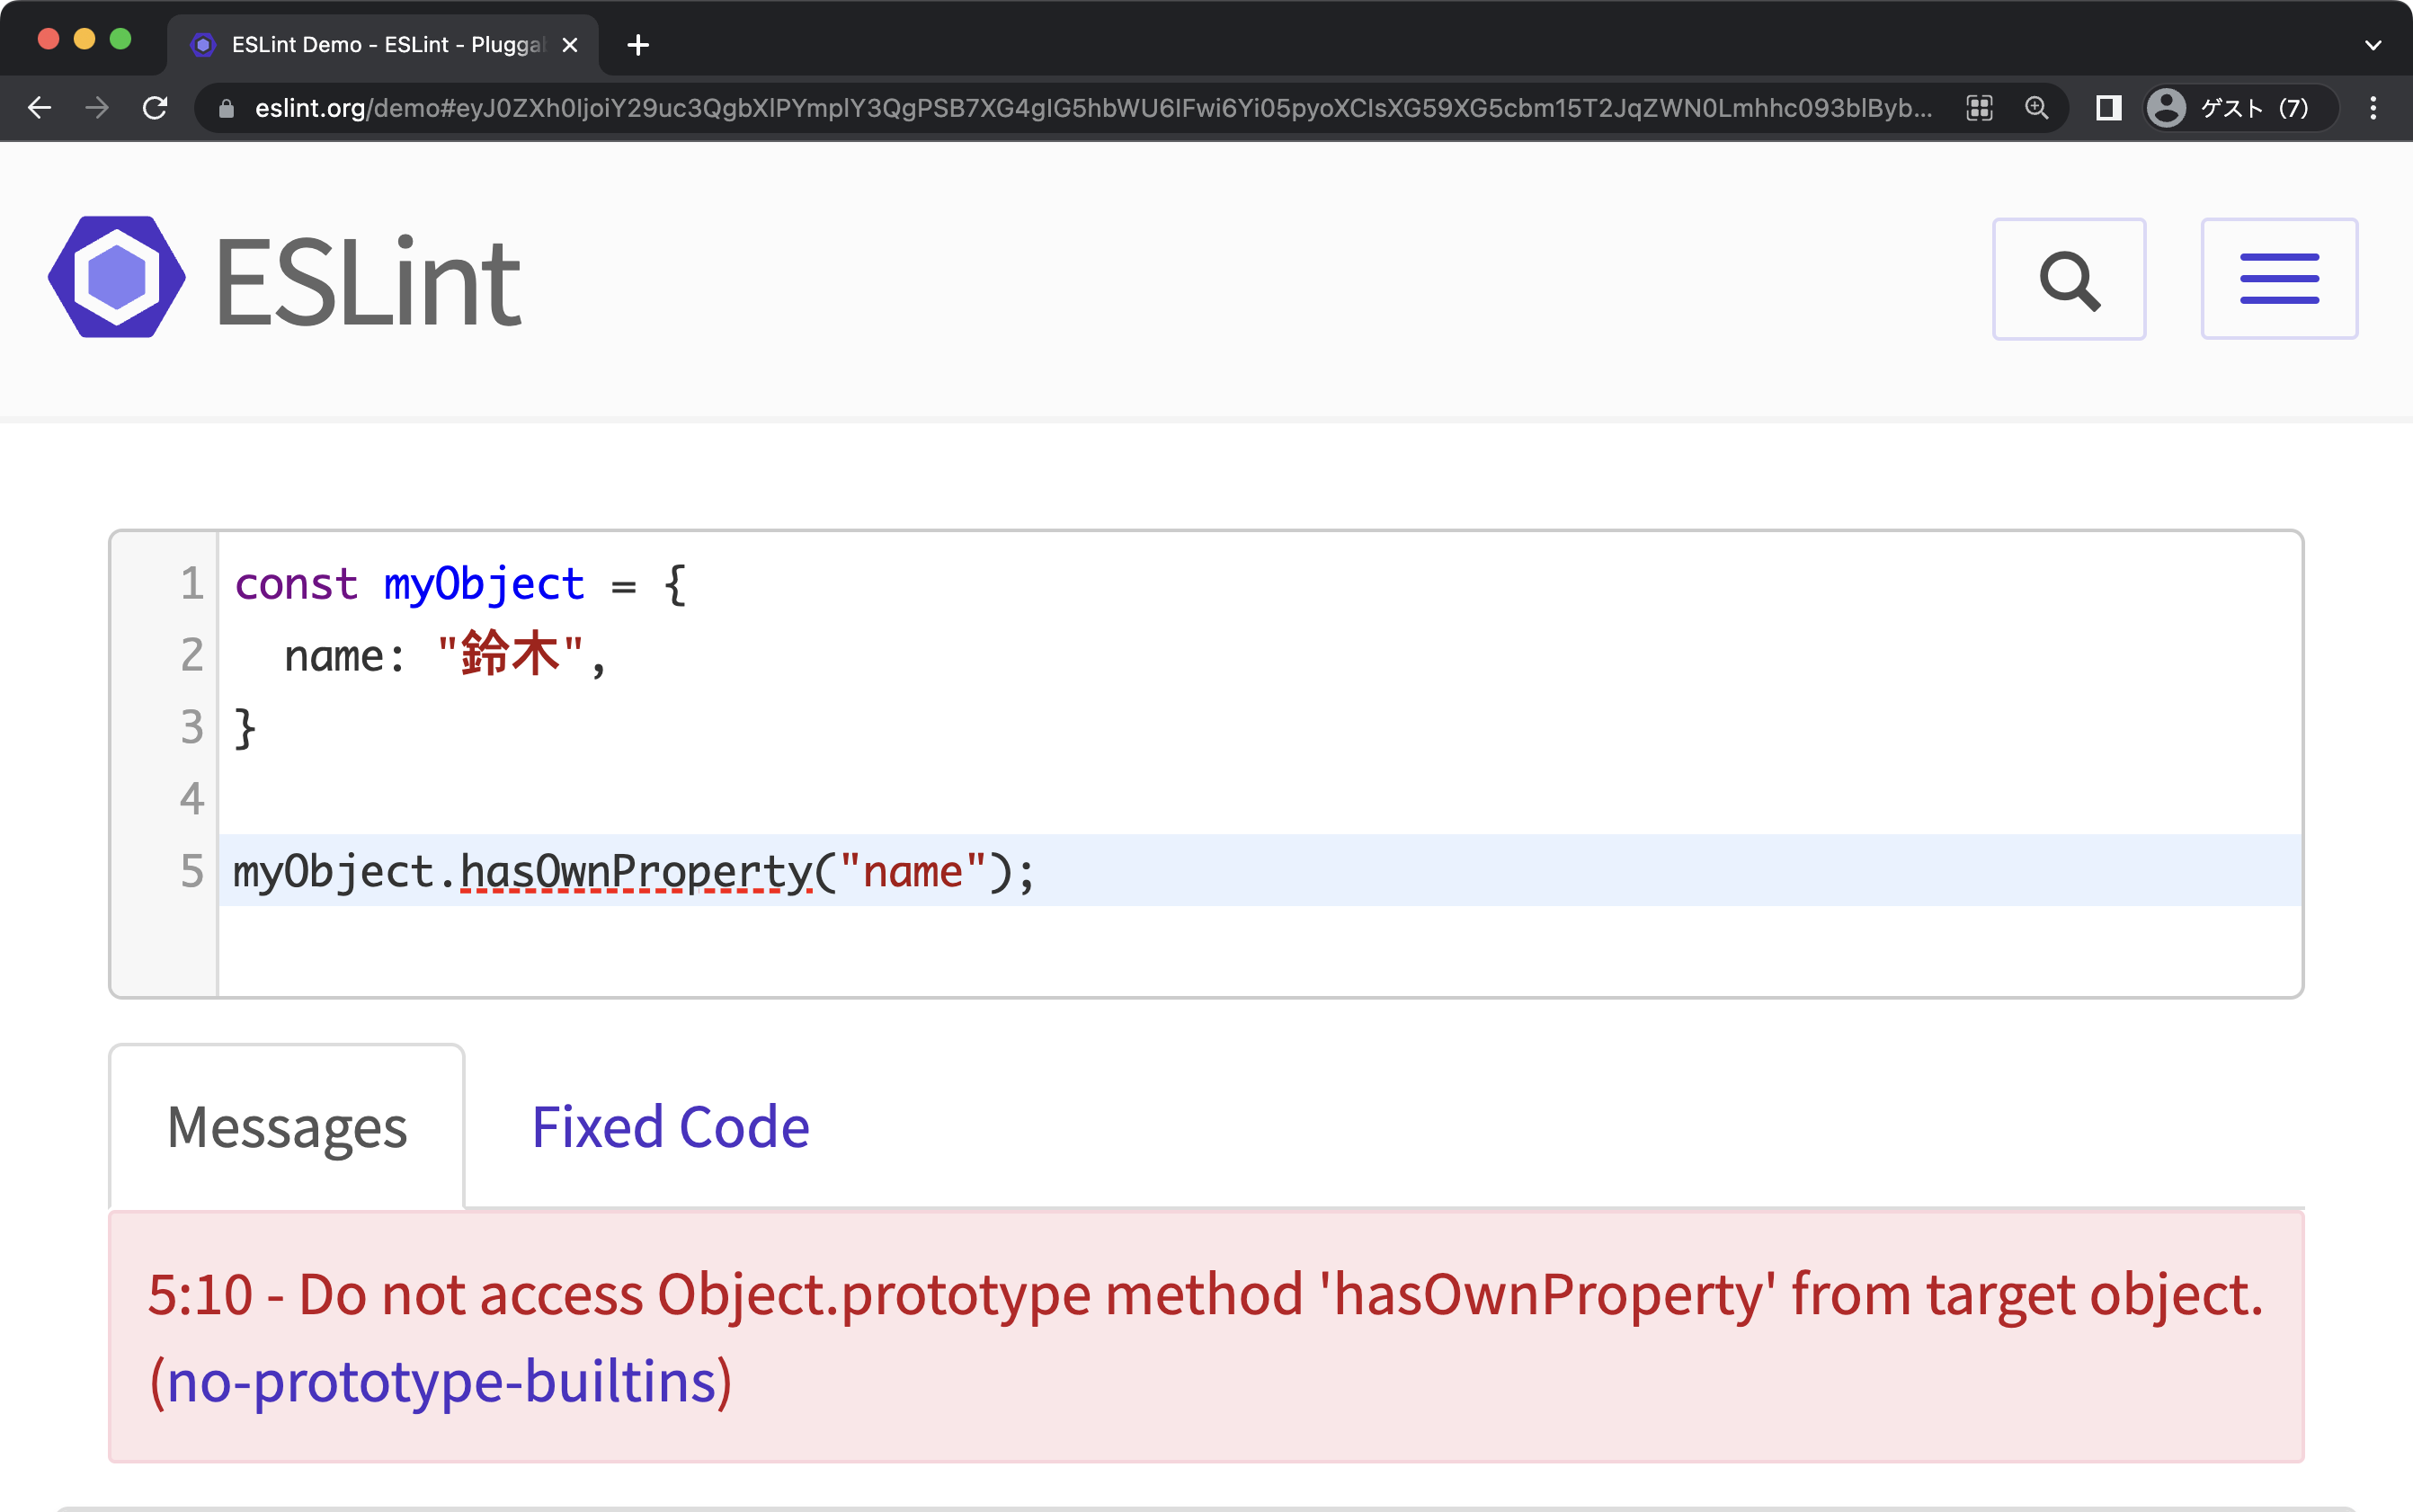 ESLint Demo - ESLint - Plugga
eslint.org/demo#eyJ0ZXh0IjoiY29uc3QgbXlPYmplY3QgPSB7XG4gIG5hbWU6IFwi6Yi05pyoXCIsXG59XG5cbm15T2JqZWN0Lmhhc093blByb...
ゲスト (7)
ESLint
1 const myObject = {
2 name: "鈴木",
3 }
4
5 myObject.hasOwnProperty("name");
Messages
Fixed Code
5:10 - Do not access Object.prototype method 'hasOwnProperty' from target object.
(no-prototype-builtins)